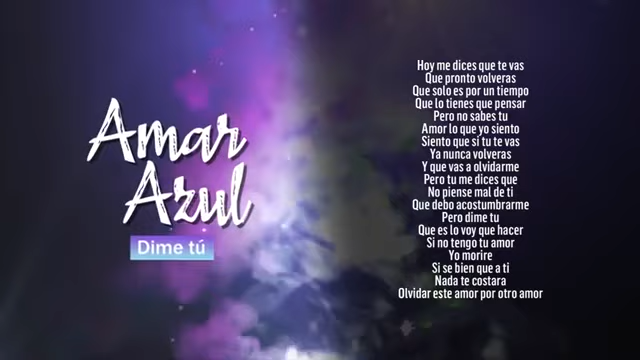 Amar
Azul
Dime tú
Hoy me dices que te vas
Que pronto volveras
Que solo es por un tiempo
Que lo tienes que pensar
Pero no sabes tu
Amor lo que yo siento
Siento que si tu te vas
Ya nunca volveras
Y que vas a olvidarme
Pero tu me dices que
No piense mal de ti
Que debo acostumbrarme
Pero dime tu
Que es lo voy que hacer
Si no tengo tu amor
Yo morire
Si se bien que a ti
Nada te costara
Olvidar este amor por otro amor